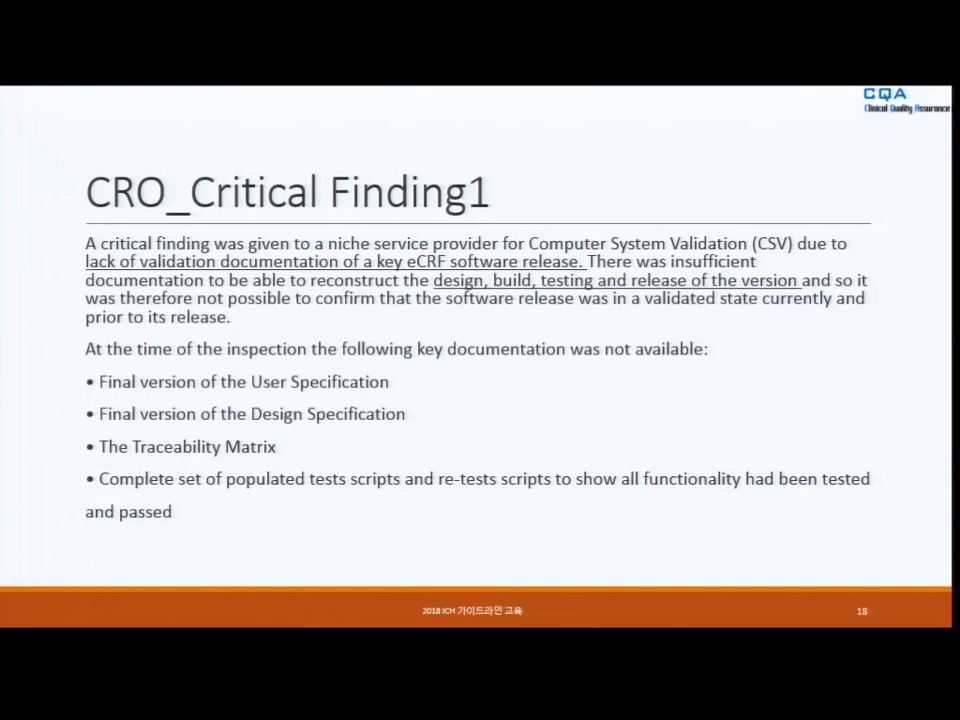 CQA
Clinical Quality Assurance
CRO_Critical Finding1
A critical finding was given to a niche service provider for Computer System Validation (CSV) due to
lack of validation documentation of a key eCRF software release. There was insufficient
documentation to be able to reconstruct the design, build, testing and release of the version and so it
was therefore not possible to confirm that the software release was in a validated state currently and
prior to its release.
At the time of the inspection the following key documentation was not available:
• Final version of the User Specification
• Final version of the Design Specification
• The Traceability Matrix
• Complete set of populated tests scripts and re-tests scripts to show all functionality had been tested
and passed
2018 ICH 가이드라인 교육
18